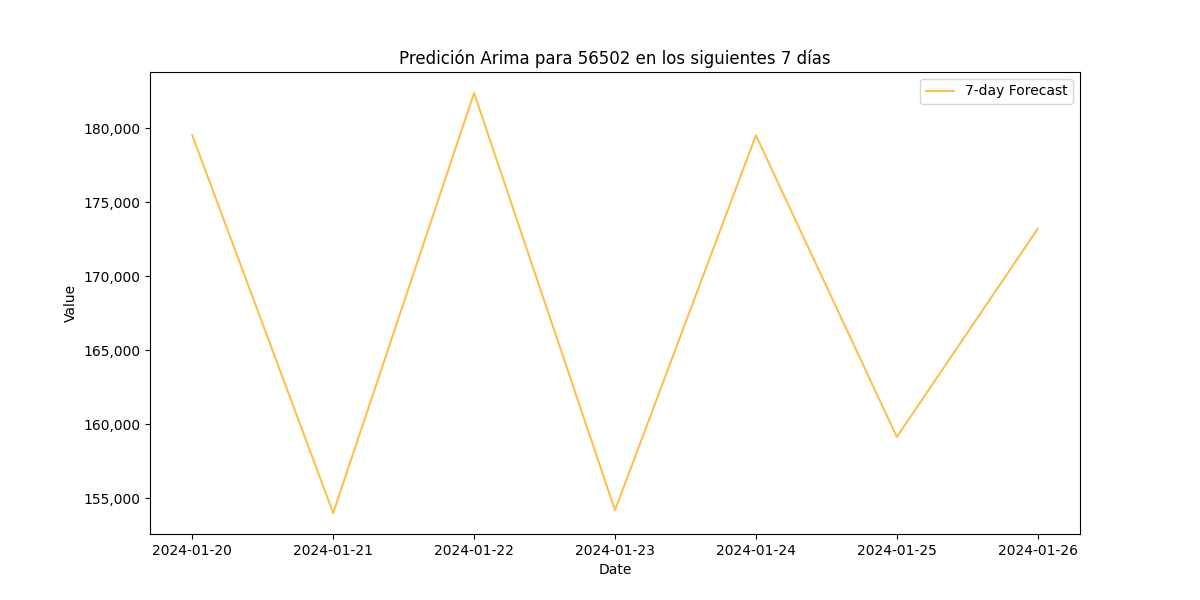 Predición Arima para 56502 en los siguientes 7 días
7-day Forecast
Value
180,000
175,000
170,000
165,000
160,000
155,000
2024-01-20 2024-01-21 2024-01-22 2024-01-23 2024-01-24 2024-01-25 2024-01-26
Date